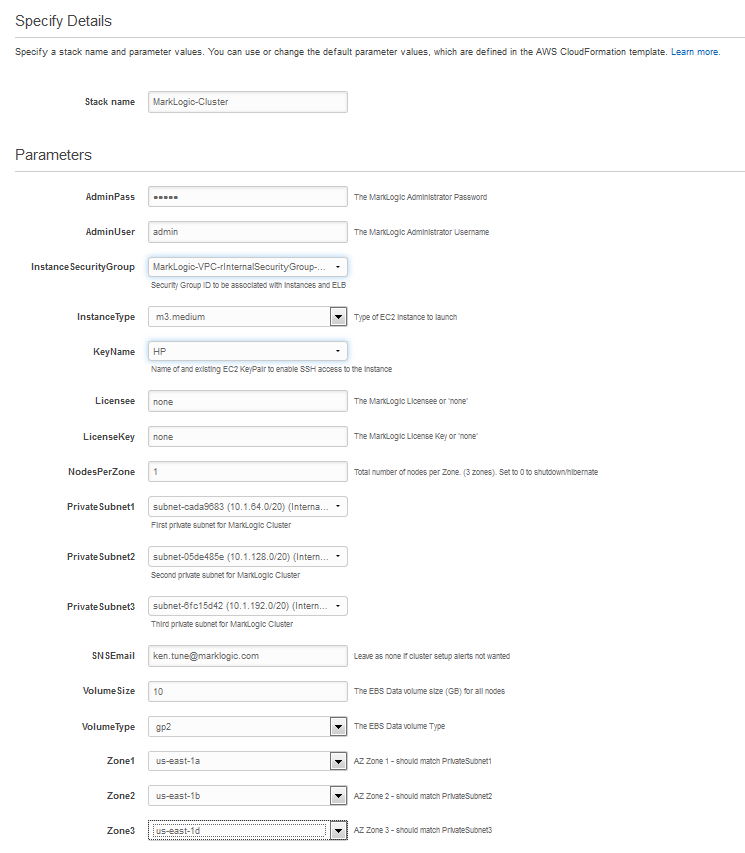 Specify Details
Specify a stack name and parameter values. You can use or change the default parameter values, which are defined in the AWS CloudFormation template. Learn more.
Stack name MarkLogic-Cluster
Parameters
AdminPass ••••• The MarkLogic Administrator Password
AdminUser admin The MarkLogic Administrator Username
InstanceSecurityGroup MarkLogic-VPC-rInternalSecurityGroup-...
Security Group ID to be associated with Instances and ELB
InstanceType m3.medium Type of EC2 Instance to launch
KeyName HP
Name of and existing EC2 KeyPair to enable SSH access to the Instance
Licensee none The MarkLogic Licensee or 'none'
LicenseKey none The MarkLogic License Key or 'none'
NodesPerZone 1 Total number of nodes per Zone. (3 zones). Set to 0 to shutdown/hibernate
PrivateSubnet1 subnet-cada9683 (10.1.64.0/20) (Interna...
First private subnet for MarkLogic Cluster
PrivateSubnet2 subnet-05de485e (10.1.128.0/20) (Intern...
Second private subnet for MarkLogic Cluster
PrivateSubnet3 subnet-6fc15d42 (10.1.192.0/20) (Intern...
Third private subnet for MarkLogic Cluster
SNSEmail ken.tune@marklogic.com Leave as none if cluster setup alerts not wanted
VolumeSize 10 The EBS Data volume size (GB) for all nodes
VolumeType gp2 The EBS Data volume Type
Zone1 us-east-1a AZ Zone 1 - should match PrivateSubnet1
Zone2 us-east-1b AZ Zone 2 - should match PrivateSubnet2
Zone3 us-east-1d AZ Zone 3 - should match PrivateSubnet3